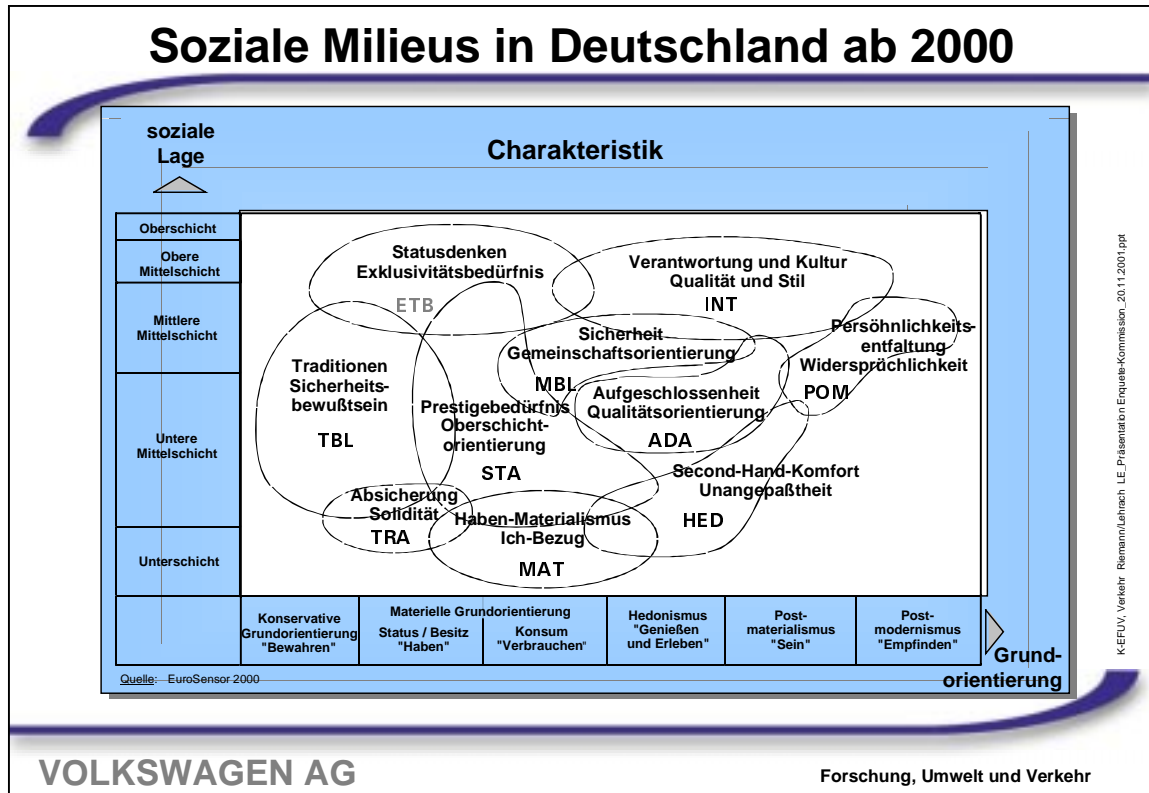 Soziale Milieus in Deutschland ab 2000
soziale
Lage
Charakteristik
Oberschicht
Obere
Mittelschicht
Mittlere
Mittelschicht
Untere
Mittelschicht
Unterschicht
Statusdenken
Exklusivitätsbedürfnis
ETB
Verantwortung und Kultur
Qualität und Stil
INT
Persöhnlichkeits-
entfaltung
Widersprüchlichkeit
POM
Sicherheit
Gemeinschaftsorientierung
MBL
Traditionen
Sicherheits-
bewußtsein
TBL
Aufgeschlossenheit
Qualitätsorientierung
ADA
Prestigebedürfnis
Oberschicht-
orientierung
STA
Second-Hand-Komfort
Unangepaßtheit
HED
Absicherung
Solidität
TRA
Haben-Materialismus
Ich-Bezug
MAT
Konservative
Grundorientierung
"Bewahren"
Materielle Grundorientierung
Status / Besitz
"Haben"
Konsum
"Verbrauchen"
Hedonismus
"Genießen
und Erleben"
Post-
materialismus
"Sein"
Post-
modernismus
"Empfinden"
Grund-
orientierung
Quelle: EuroSensor 2000
K-EFUV, Verkehr Riemann/Lehrach LE_Präsentation Enquete-Kommission_20.11.2001.ppt
VOLKSWAGEN AG
Forschung, Umwelt und Verkehr